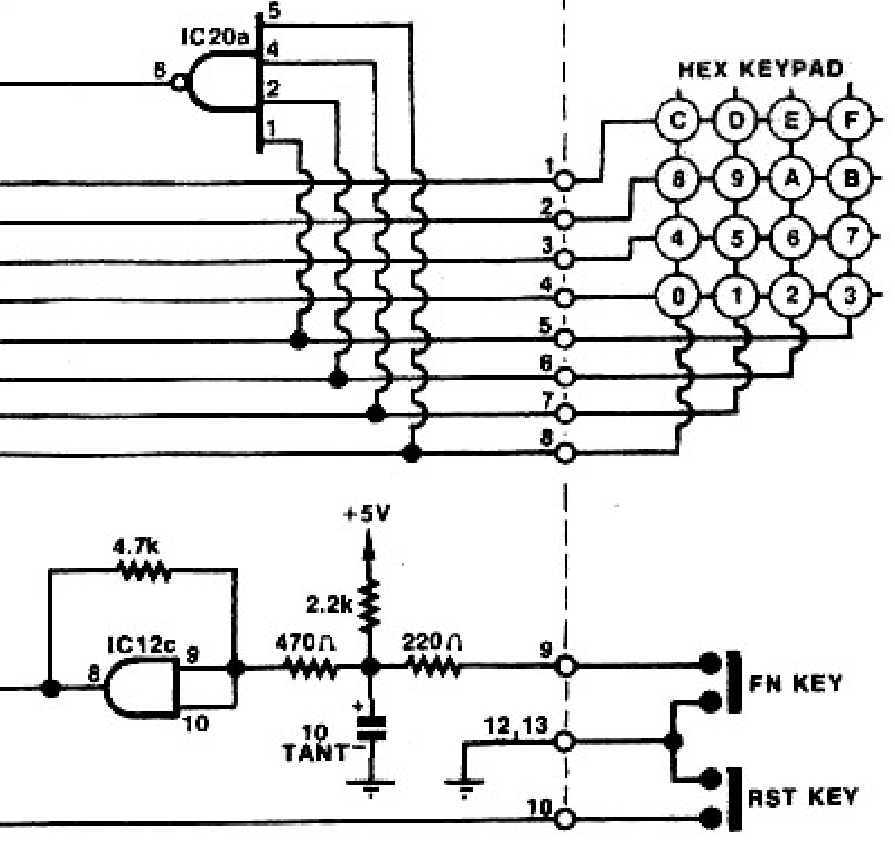 5
IC20a
4
6
2
1
HEX KEYPAD
C D E F
1
8 9 A B
2
4 5 6 7
3
0 1 2 3
4
5
6
7
8
+5V
4.7k
2.2k
IC12c
470Ω
220Ω
9
9
8
FN KEY
10
+
10
TANT
-
12,13
RST KEY
10